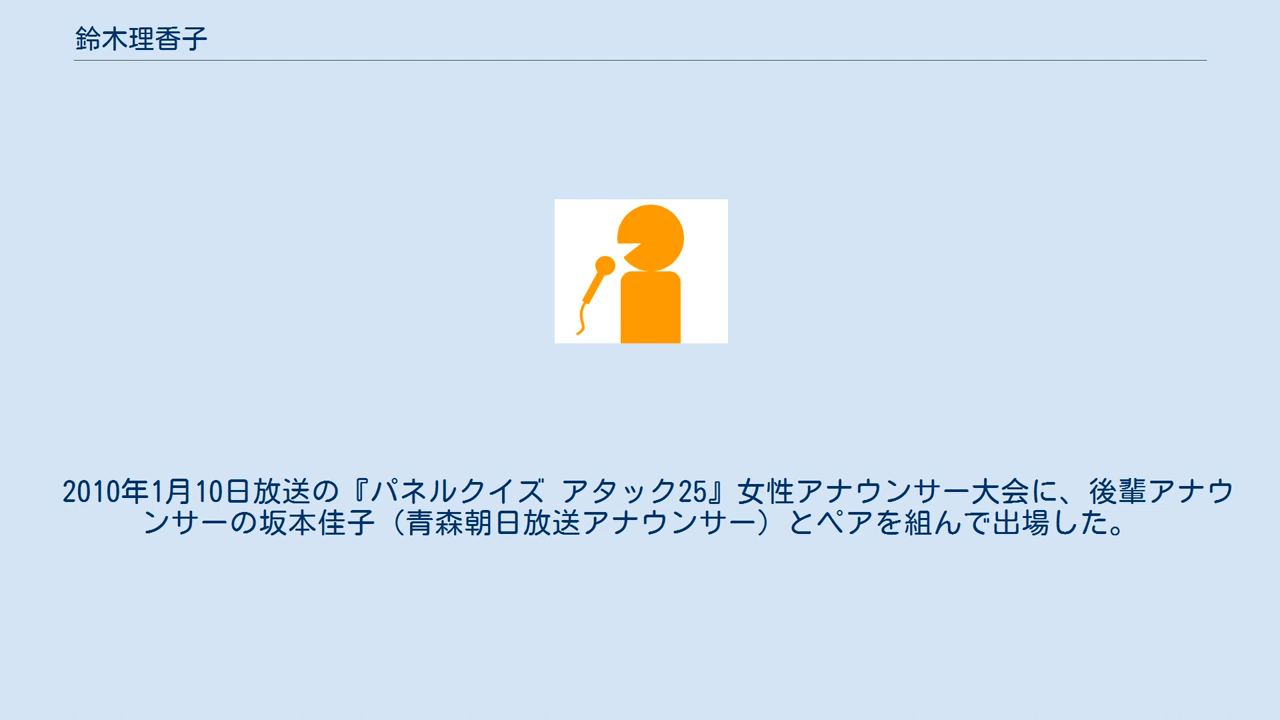 鈴木理香子
2010年1月10日放送の『パネルクイズ アタック25』女性アナウンサー大会に、後輩アナウ
ンサーの坂本佳子（青森朝日放送アナウンサー）とペアを組んで出場した。